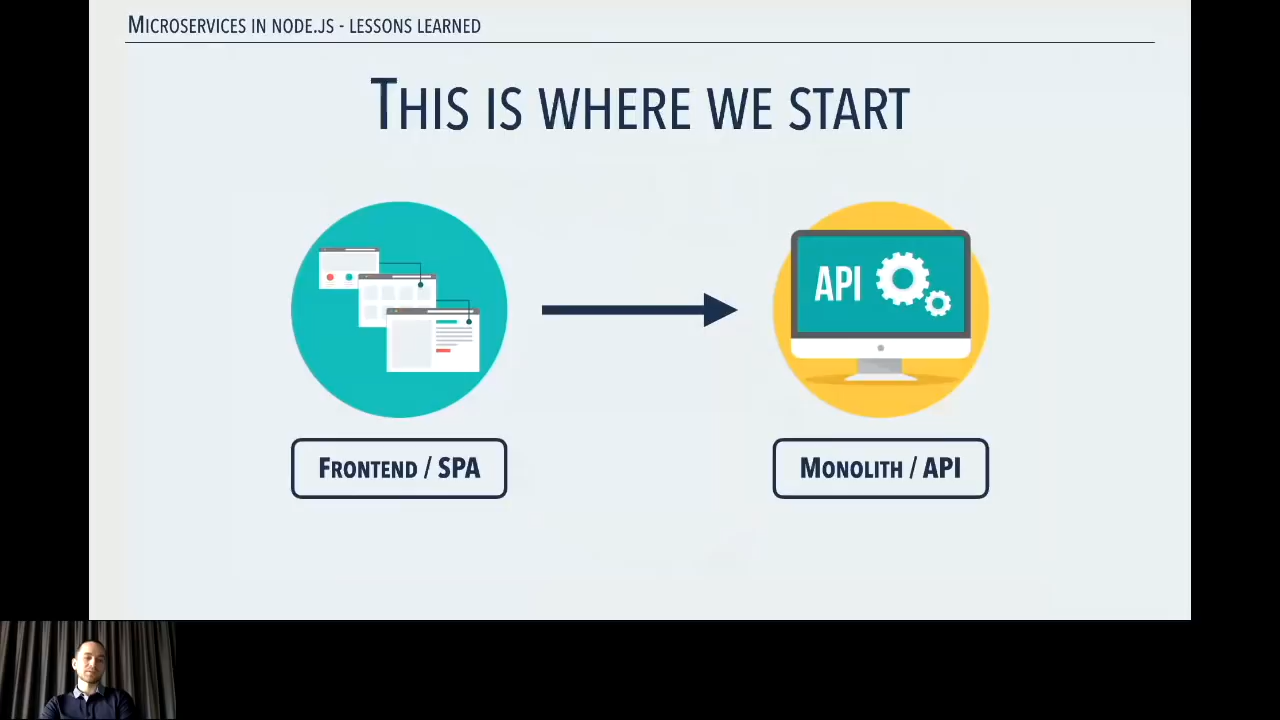 Microservices in node.js - lessons learned
This is where we start
API
Frontend / SPA
Monolith / API